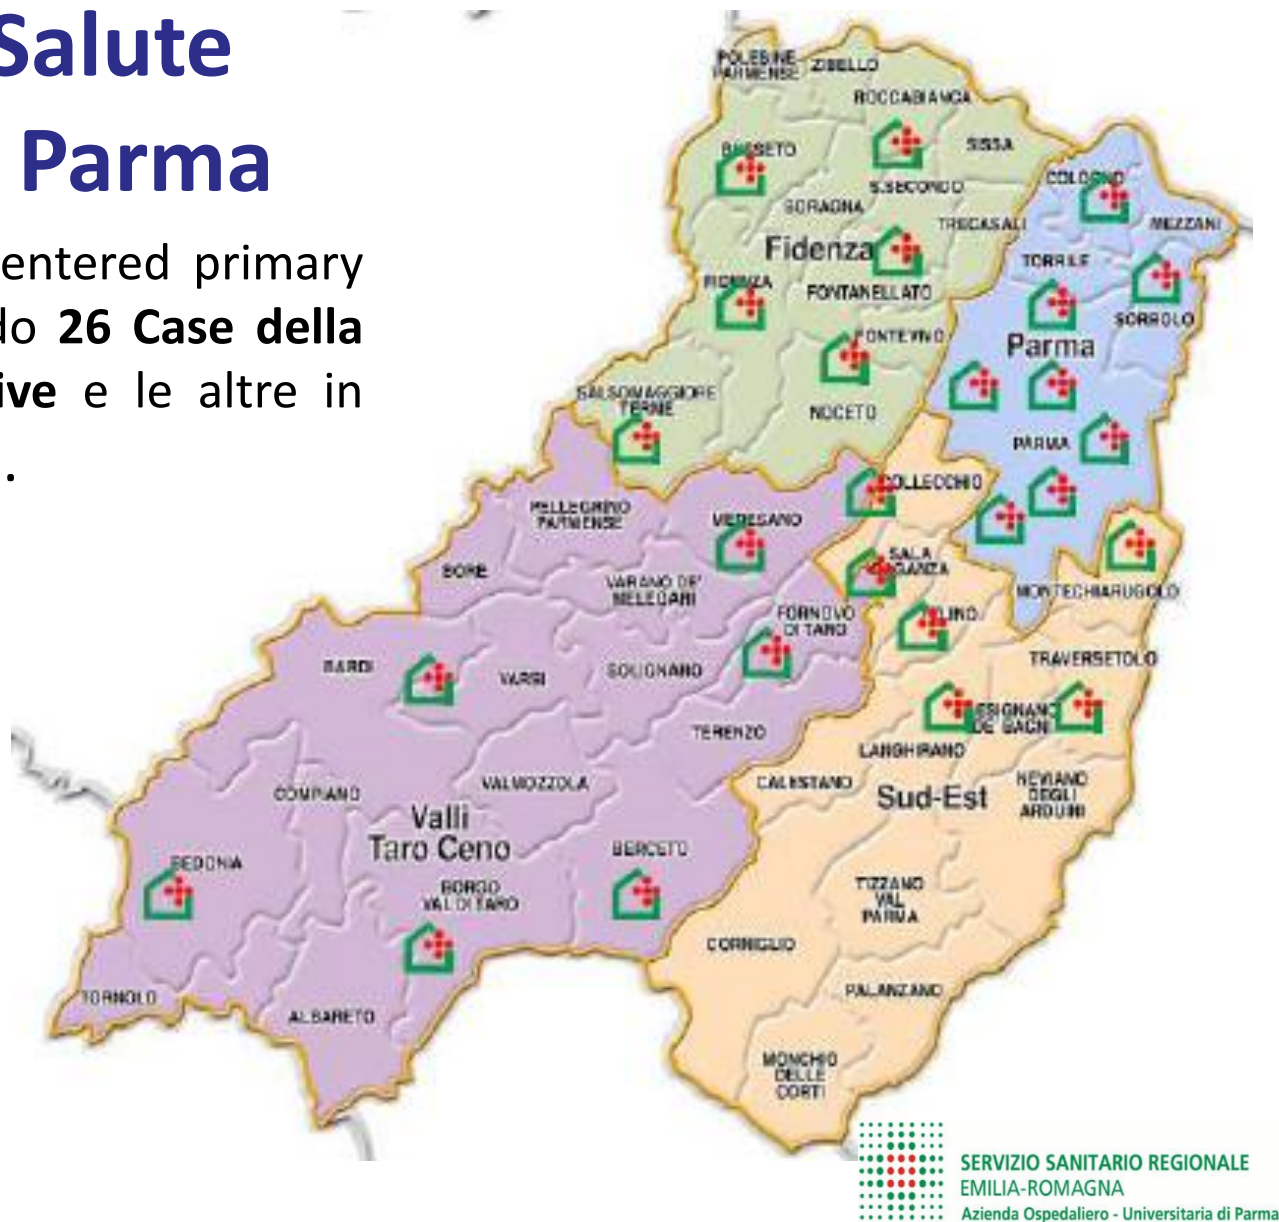 Salute
Parma
entered primary
do 26 Case della
ive e le altre in
.
POLESINE
PARMENSE
ZIBELLO
ROCCABIANCA
BUSSETO
SISSA
S.SECONDO
SORAGNA
TRECASALI
Fidenza
FIDENZA
FONTANELLATO
FONTEVIVO
SALSOMAGGIORE
TERME
NOCETO
COLORNO
MEZZANI
TORRILE
SORBOLO
Parma
PARMA
COLLECCHIO
PELLEGRINO
PARMENSE
MEDESANO
SALA
BAGANZA
BORE
VARANO DE'
MELEGARI
FORNOVO
DI TARO
MONTECHIARUGOLO
TRAVERSETOLO
BARDI
VARSI
SOLIGNANO
TERENZO
LANGHIRANO
COMPIANO
VALMOZZOLA
CALESTANO
Sud-Est
NEVIANO
DEGLI
ARDUINI
Valli
Taro Ceno
BEDONIA
BERCETO
BORGO
VAL DI TARO
TIZZANO
VAL
PARMA
CORNIGLIO
TORNOLO
ALBARETO
PALANZANO
MONCHIO
DELLE
CORTI
SERVIZIO SANITARIO REGIONALE
EMILIA-ROMAGNA
Azienda Ospedaliero - Universitaria di Parma